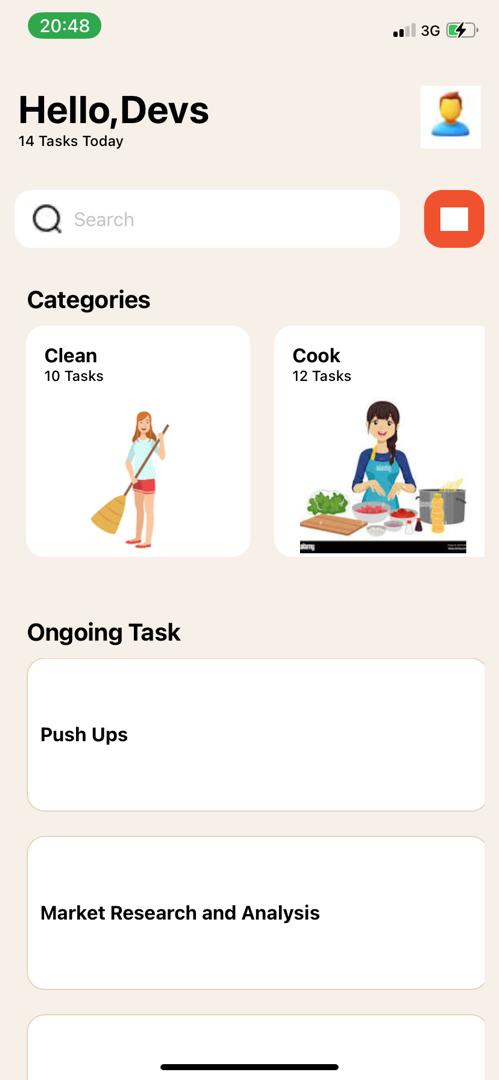 20:48
3G
Hello,Devs
14 Tasks Today
Search
Categories
Clean
10 Tasks
Cook
12 Tasks
alamy
Ongoing Task
Push Ups
Market Research and Analysis